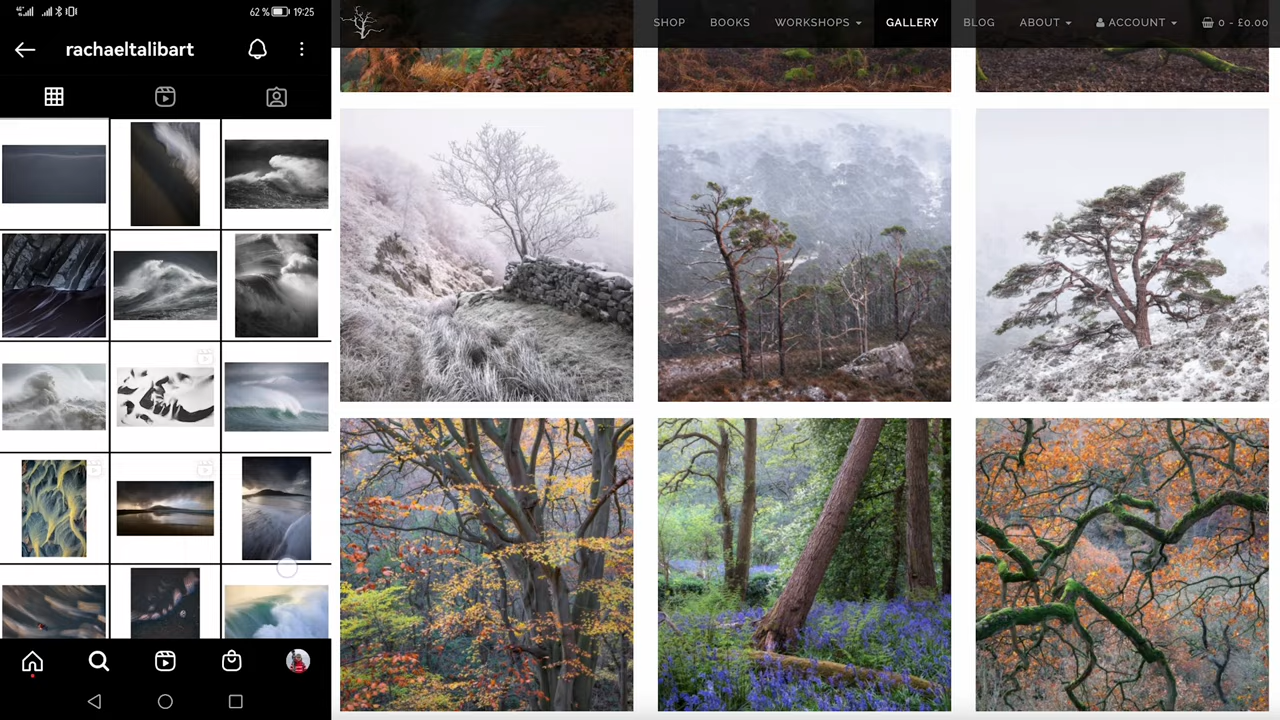 62 % 19:25
rachaeltalibart
SHOP BOOKS WORKSHOPS GALLERY BLOG ABOUT ACCOUNT 0 - £0.00